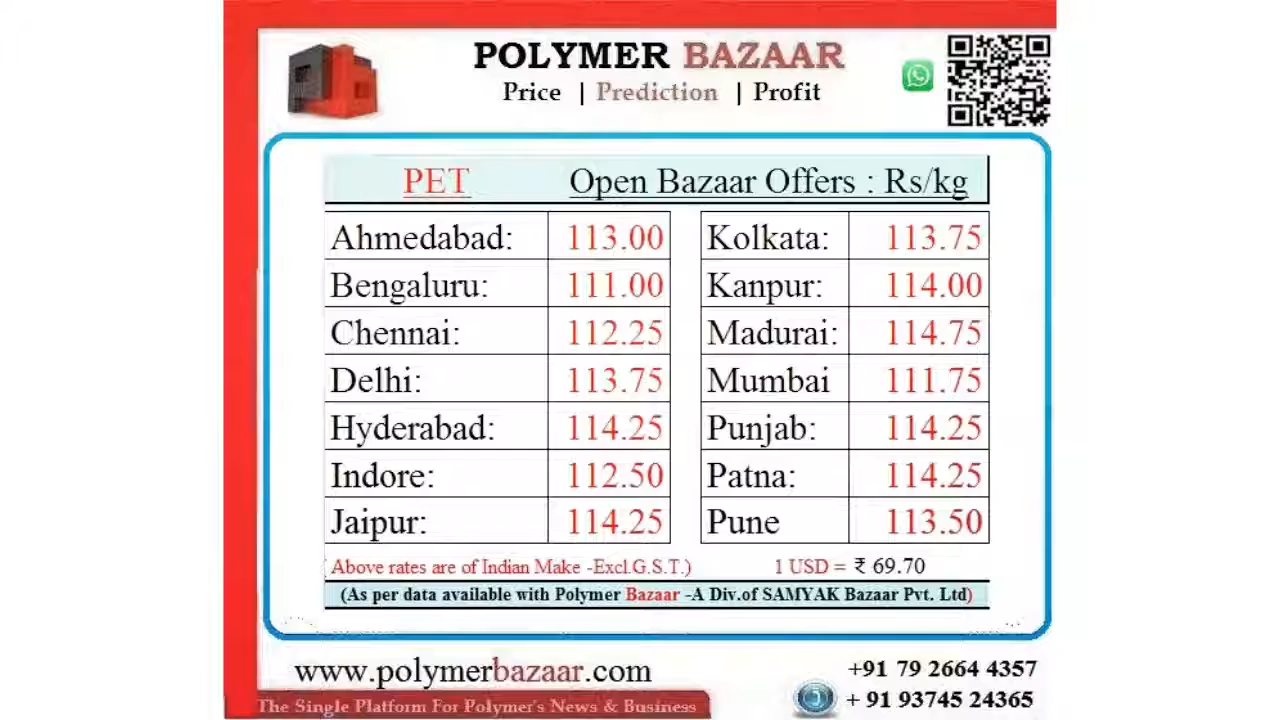 POLYMER BAZAAR
Price | Prediction | Profit
PET Open Bazaar Offers : Rs/kg
Ahmedabad: 113.00 Kolkata: 113.75
Bengaluru: 111.00 Kanpur: 114.00
Chennai: 112.25 Madurai: 114.75
Delhi: 113.75 Mumbai 111.75
Hyderabad: 114.25 Punjab: 114.25
Indore: 112.50 Patna: 114.25
Jaipur: 114.25 Pune 113.50
( Above rates are of Indian Make -Excl.G.S.T.) 1 USD = ₹ 69.70
(As per data available with Polymer Bazaar -A Div.of SAMYAK Bazaar Pvt. Ltd)
www.polymerbazaar.com
+91 79 2664 4357
+ 91 93745 24365
The Single Platform For Polymer's News & Business